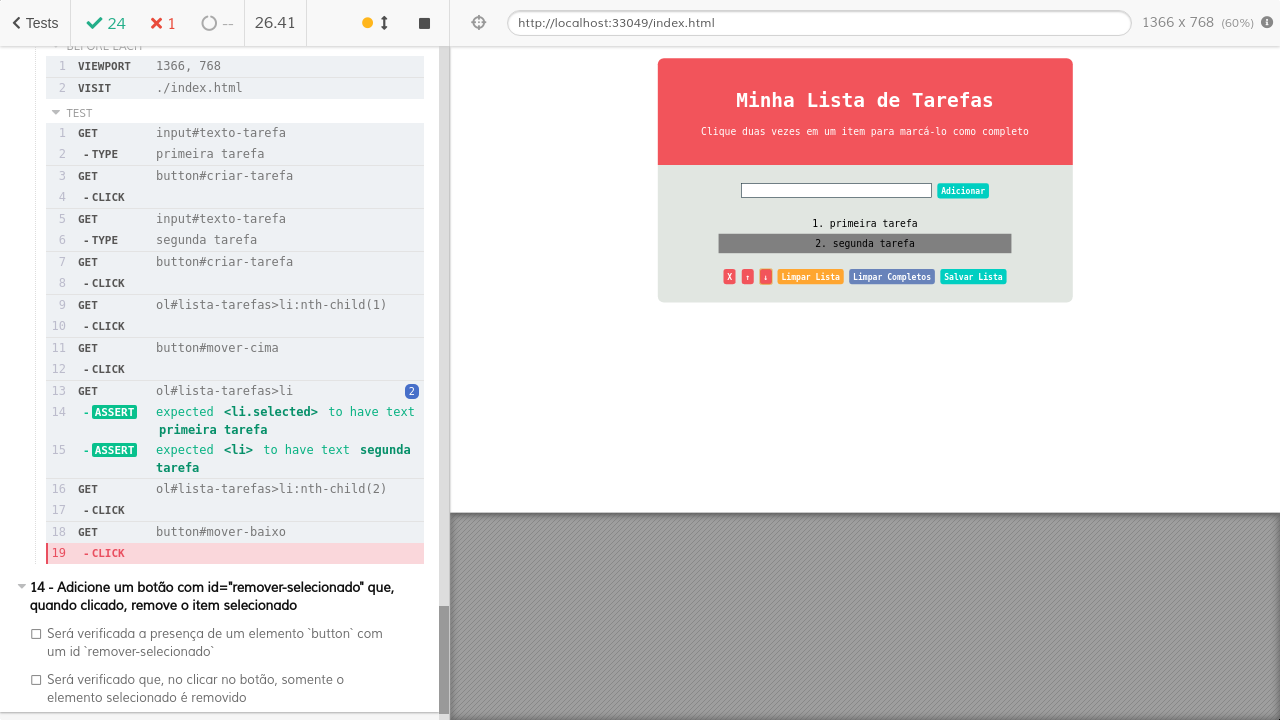 Tests
24
1
--
26.41
http://localhost:33049/index.html
1366 x 768 (60%)
BEFORE EACH
1 VIEWPORT 1366, 768
2 VISIT ./index.html
TEST
1 GET input#texto-tarefa
2 -TYPE primeira tarefa
3 GET button#criar-tarefa
4 -CLICK
5 GET input#texto-tarefa
6 -TYPE segunda tarefa
7 GET button#criar-tarefa
8 -CLICK
9 GET ol#lista-tarefas>li:nth-child(1)
10 -CLICK
11 GET button#mover-cima
12 -CLICK
13 GET ol#lista-tarefas>li 2
14 -ASSERT expected <li.selected> to have text
primeira tarefa
15 -ASSERT expected <li> to have text segunda
tarefa
16 GET ol#lista-tarefas>li:nth-child(2)
17 -CLICK
18 GET button#mover-baixo
19 -CLICK
14 - Adicione um botão com id="remover-selecionado" que,
quando clicado, remove o item selecionado
Será verificada a presença de um elemento `button` com
um id `remover-selecionado`
Será verificado que, no clicar no botão, somente o
elemento selecionado é removido
Minha Lista de Tarefas
Clique duas vezes em um item para marcá-lo como completo
Adicionar
1. primeira tarefa
2. segunda tarefa
X ↑ ↓ Limpar Lista Limpar Completos Salvar Lista